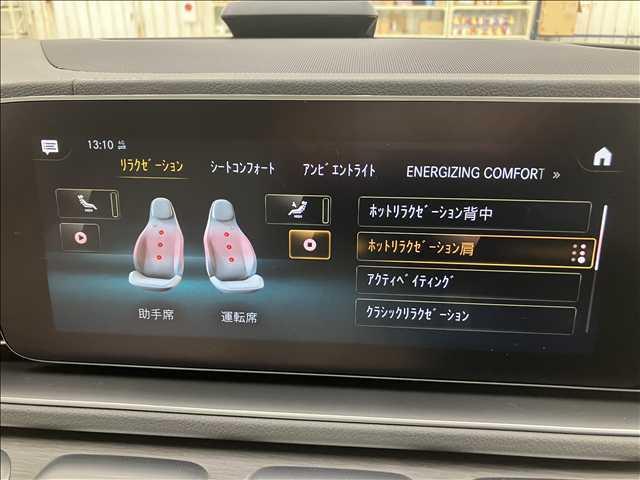 13:10 4G
リラクゼーション シートコンフォート アンビエントライト ENERGIZING COMFORT »
HIGH HIGH
ホットリラクゼーション背中
ホットリラクゼーション肩
アクティベイティング
クラシックリラクゼーション
助手席 運転席